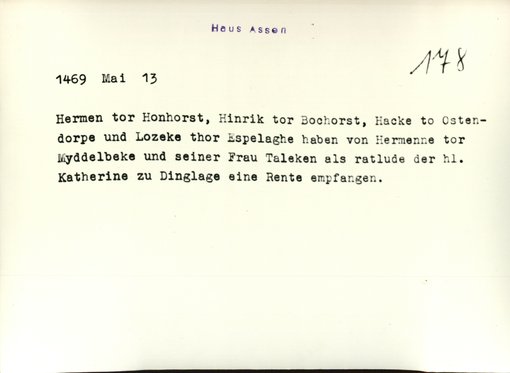 Haus Assen
178
1469 Mai 13
Hermen tor Honhorst, Hinrik tor Bochorst, Hacke to Osten-
dorpe und Lozeke thor Espelaghe haben von Hermenne tor
Myddelbeke und seiner Frau Taleken als ratlude der hl.
Katherine zu Dinglage eine Rente empfangen.